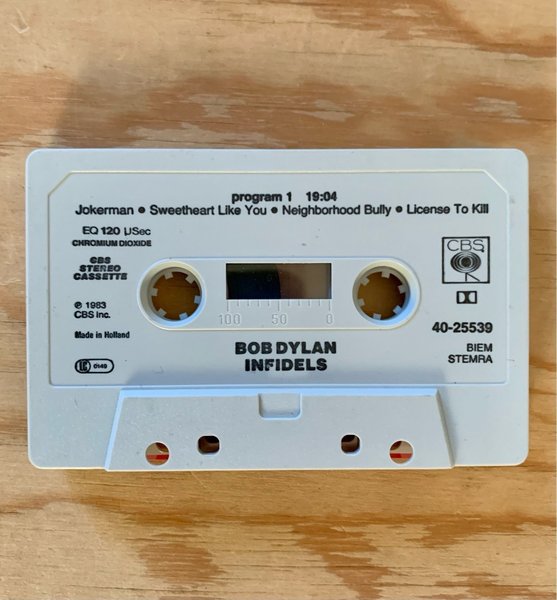 program 1 19:04
Jokerman • Sweetheart Like You • Neighborhood Bully • License To Kill
EQ 120 µSec
CHROMIUM DIOXIDE
CBS
STEREO
CASSETTE
℗ 1983
CBS Inc.
Made in Holland
LC 0149
100 50 0
CBS
40-25539
BIEM
STEMRA
BOB DYLAN
INFIDELS